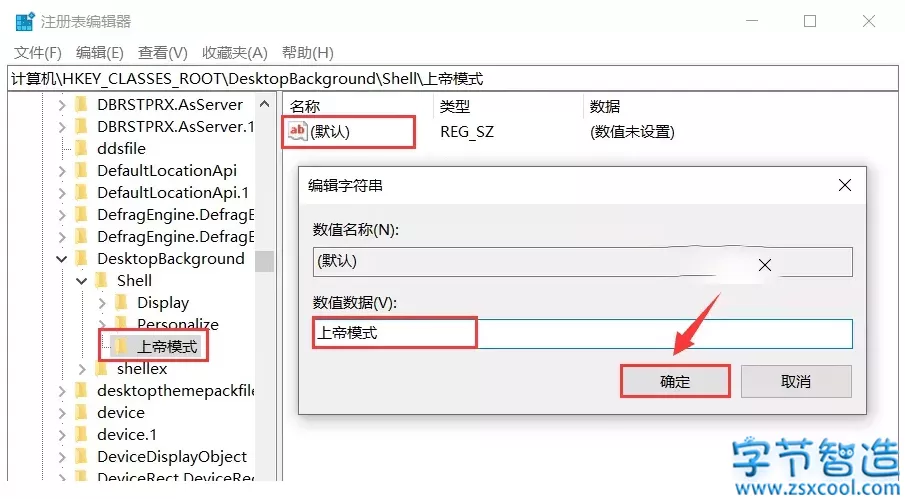 注册表编辑器
文件(F) 编辑(E) 查看(V) 收藏夹(A) 帮助(H)
计算机\HKEY_CLASSES_ROOT\DesktopBackground\Shell\上帝模式
DBRSTPRX.AsServer
DBRSTPRX.AsServer.1
ddsfile
DefaultLocationApi
DefaultLocationApi.1
DefragEngine.DefragE
DefragEngine.DefragE
DesktopBackground
Shell
Display
Personalize
上帝模式
shellex
desktopthemepackfile
device
device.1
DeviceDisplayObject
DeviceRect.DeviceRec
名称 类型 数据
ab (默认) REG_SZ (数值未设置)
编辑字符串
数值名称(N):
(默认)
数值数据(V):
上帝模式
确定 取消
字节智造
www.zsxcool.com